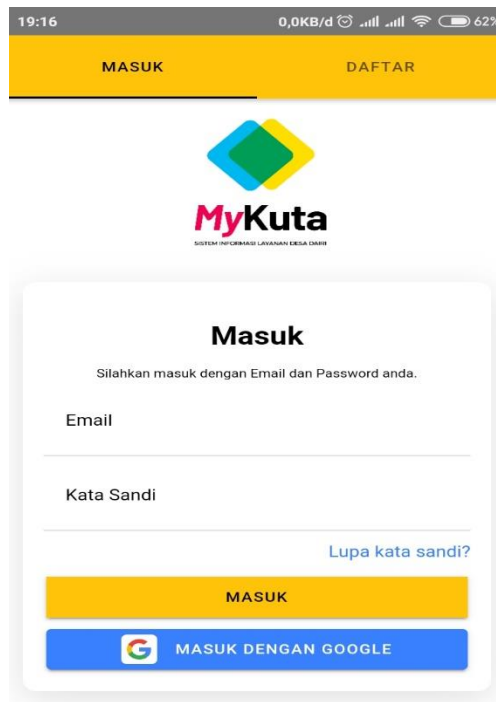 19:16 0,0KB/d 62%
MASUK DAFTAR
MyKuta
SISTEM INFORMASI LAYANAN DESA DARII
Masuk
Silahkan masuk dengan Email dan Password anda.
Email
Kata Sandi
Lupa kata sandi?
MASUK
G MASUK DENGAN GOOGLE